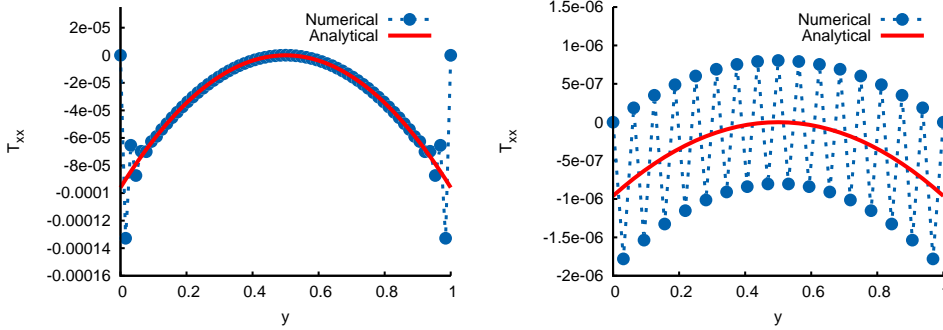 Numerical
Analytical
2e-05
0
-2e-05
-4e-05
-6e-05
-8e-05
-0.0001
-0.00012
-0.00014
-0.00016
T_xx
0 0.2 0.4 0.6 0.8 1
y
Numerical
Analytical
1.5e-06
1e-06
5e-07
0
-5e-07
-1e-06
-1.5e-06
-2e-06
T_xx
0 0.2 0.4 0.6 0.8 1
y